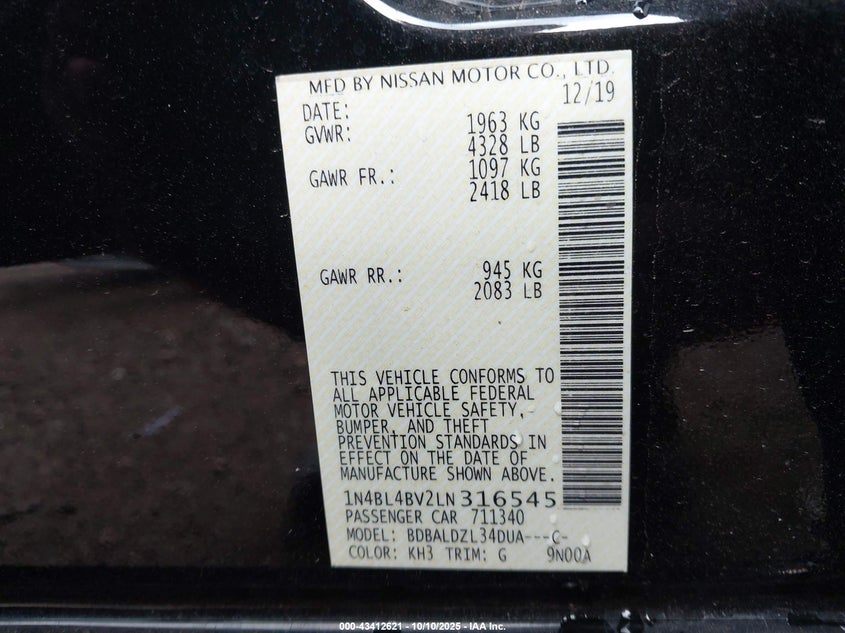 MFD BY NISSAN MOTOR CO., LTD.
DATE: 12/19
GVWR: 1963 KG
4328 LB
GAWR FR.: 1097 KG
2418 LB
GAWR RR.: 945 KG
2083 LB
THIS VEHICLE CONFORMS TO
ALL APPLICABLE FEDERAL
MOTOR VEHICLE SAFETY,
BUMPER, AND THEFT
PREVENTION STANDARDS IN
EFFECT ON THE DATE OF
MANUFACTURE SHOWN ABOVE.
1N4BL4BV2LN316545
PASSENGER CAR 711340
MODEL: BDBALDZL34DUA---C-
COLOR: KH3 TRIM: G 9N00A
000-43412621 - 10/10/2025 - IAA Inc.